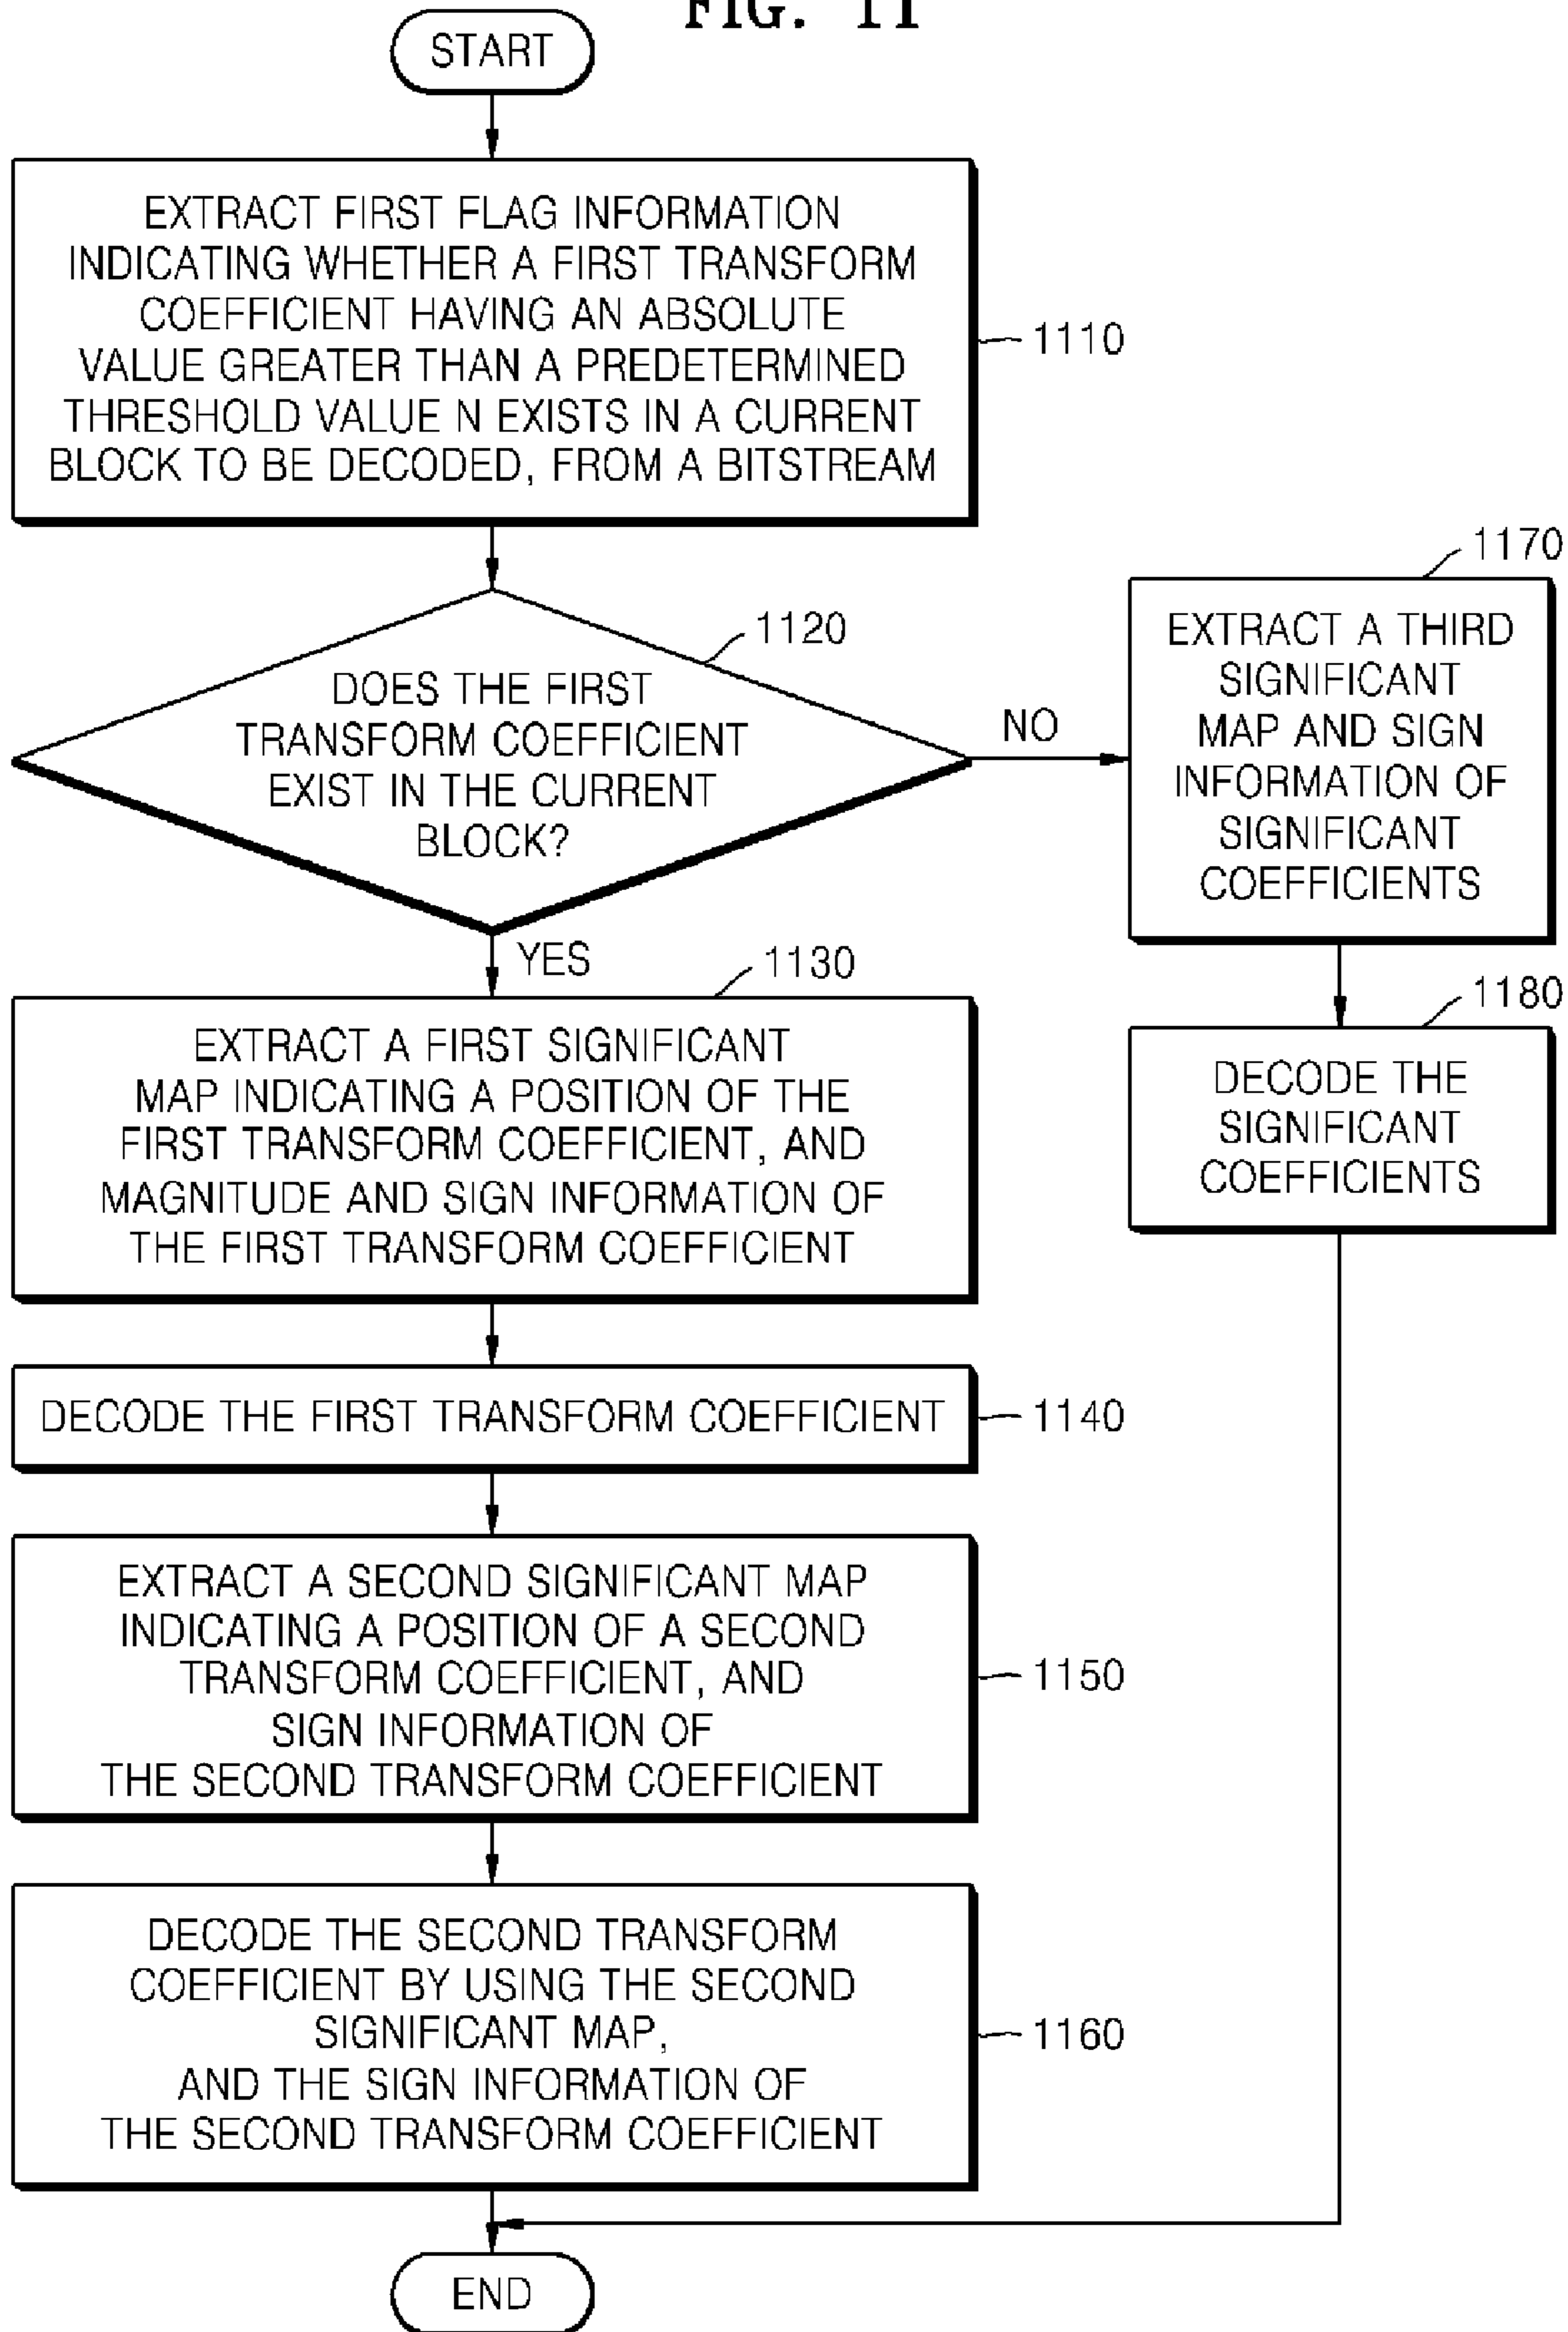 FIG. 11
START
EXTRACT FIRST FLAG INFORMATION
INDICATING WHETHER A FIRST TRANSFORM
COEFFICIENT HAVING AN ABSOLUTE
VALUE GREATER THAN A PREDETERMINED
THRESHOLD VALUE N EXISTS IN A CURRENT
BLOCK TO BE DECODED, FROM A BITSTREAM
1110
1120
DOES THE FIRST
TRANSFORM COEFFICIENT
EXIST IN THE CURRENT
BLOCK?
NO
YES
1170
EXTRACT A THIRD
SIGNIFICANT
MAP AND SIGN
INFORMATION OF
SIGNIFICANT
COEFFICIENTS
1180
DECODE THE
SIGNIFICANT
COEFFICIENTS
1130
EXTRACT A FIRST SIGNIFICANT
MAP INDICATING A POSITION OF THE
FIRST TRANSFORM COEFFICIENT, AND
MAGNITUDE AND SIGN INFORMATION OF
THE FIRST TRANSFORM COEFFICIENT
DECODE THE FIRST TRANSFORM COEFFICIENT
1140
EXTRACT A SECOND SIGNIFICANT MAP
INDICATING A POSITION OF A SECOND
TRANSFORM COEFFICIENT, AND
SIGN INFORMATION OF
THE SECOND TRANSFORM COEFFICIENT
1150
DECODE THE SECOND TRANSFORM
COEFFICIENT BY USING THE SECOND
SIGNIFICANT MAP,
AND THE SIGN INFORMATION OF
THE SECOND TRANSFORM COEFFICIENT
1160
END